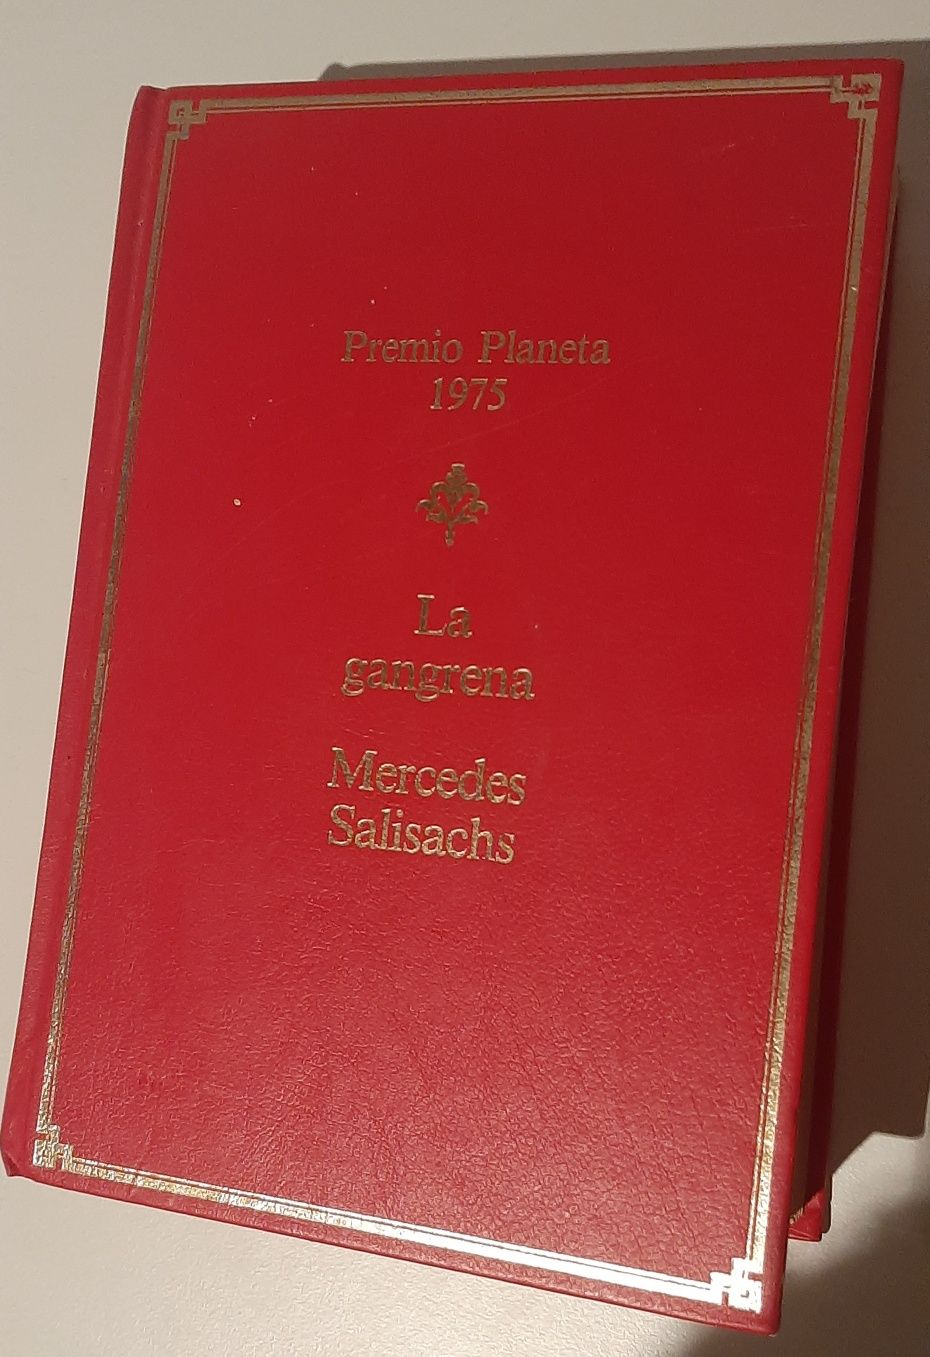 Premio Planeta
1975
La
gangrena
Mercedes
Salisachs